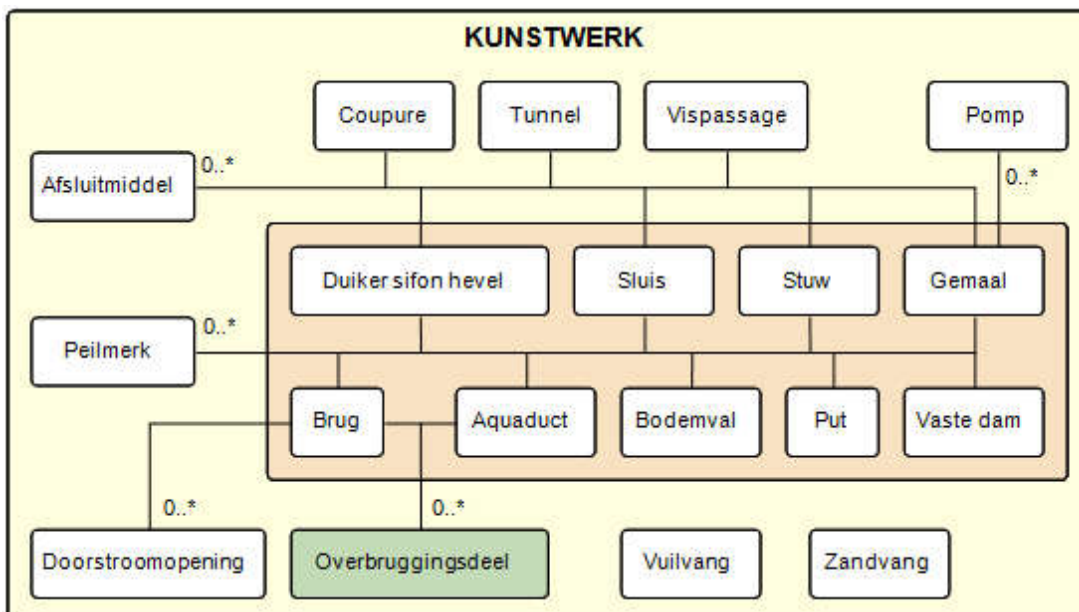 KUNSTWERK
Coupure
Tunnel
Vispassage
Pomp
0..*
0..*
Afsluitmiddel
Duiker sifon hevel
Sluis
Stuw
Gemaal
0..*
Peilmerk
Brug
Aquaduct
Bodemval
Put
Vaste dam
0..*
0..*
Doorstroomopening
Overbruggingsdeel
Vuilvang
Zandvang